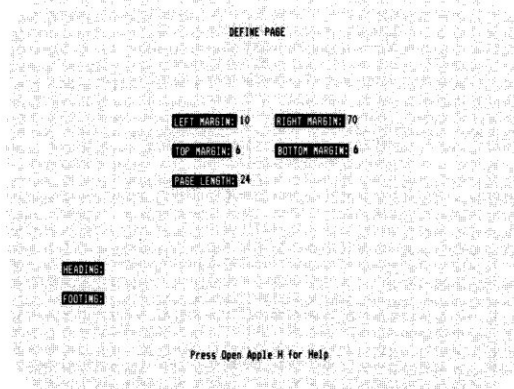 DEFINE PAGE
LEFT MARGIN: 10 RIGHT MARGIN: 70
TOP MARGIN: 6 BOTTOM MARGIN: 6
PAGE LENGTH: 24
HEADING:
FOOTING:
Press Open Apple H for Help